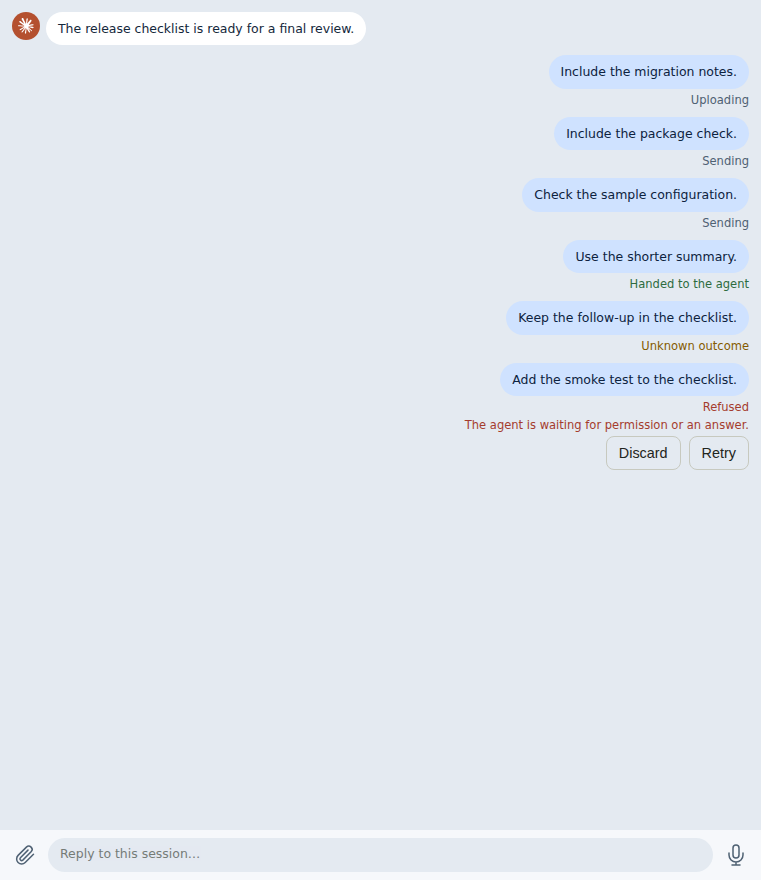 The release checklist is ready for a final review.
Include the migration notes.
Uploading
Include the package check.
Sending
Check the sample configuration.
Sending
Use the shorter summary.
Handed to the agent
Keep the follow-up in the checklist.
Unknown outcome
Add the smoke test to the checklist.
Refused
The agent is waiting for permission or an answer.
Discard Retry
Reply to this session...